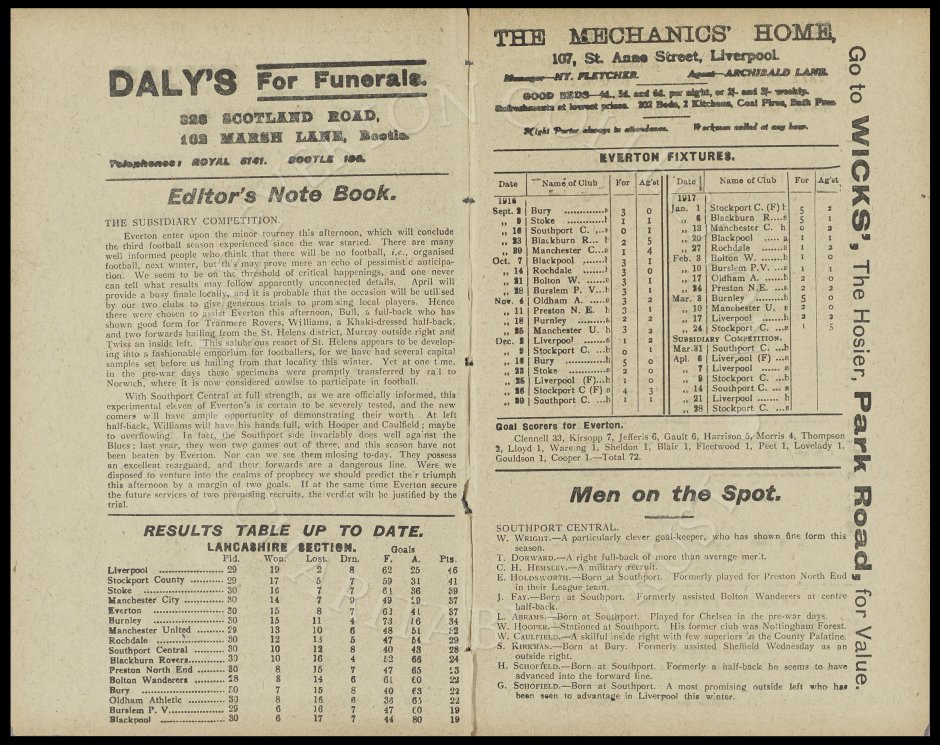 DALY'S For Funerals.
328 SCOTLAND ROAD,
162 MARSH LANE, Bootle.
Telephones: ROYAL 5141. BOOTLE 196.
Editor's Note Book.
THE SUBSIDIARY COMPETITION.
Everton enter upon the minor tourney this afternoon, which will conclude
the third football season experienced since the war started. There are many
well informed people who think that there will be no football, i.e., organised
football, next winter, but this may prove mere an echo of pessimistic anticipa-
tion. We seem to be on the threshold of critical happenings, and one never
can tell what results may follow apparently unconnected details. April will
provide a busy finale locally, and it is probable that the occasion will be utilised
by our two clubs to give generous trials to promising local players. Hence
there were chosen to assist Everton this afternoon, Bull, a full-back who has
shown good form for Tranmere Rovers, Williams, a Khaki-dressed half-back,
and two forwards hailing from the St. Helens district, Murray outside right and
Twiss an inside left. This salubrious resort of St. Helens appears to be develop-
ing into a fashionable emporium for footballers, for we have had several capital
samples set before us hailing from that locality this winter. Yet at one time,
in the pre-war days these specimens were promptly transferred by rail to
Norwich, where it is now considered unwise to participate in football.
With Southport Central at full strength, as we are officially informed, this
experimental eleven of Everton's is certain to be severely tested, and the new
comers will have ample opportunity of demonstrating their worth. At left
half-back, Williams will have his hands full, with Hooper and Caulfield; maybe
to overflowing. In fact, the Southport side invariably does well against the
Blues; last year, they won two games out of three, and this season have not
been beaten by Everton. Nor can we see them mlosing to-day. They possess
an excellent rearguard, and their forwards are a dangerous line. Were we
disposed to venture into the realms of prophecy we should predict their triumph
this afternoon by a margin of two goals. If at the same time Everton secure
the future services of two promising recruits, the verdict will be justified by the
trial.
RESULTS TABLE UP TO DATE.
LANCASHIRE SECTION. Goals
Pld. Won. Lost. Drn. F. A. Pts.
Liverpool 29 19 2 8 62 25 46
Stockport County 29 17 5 7 59 31 41
Stoke 30 16 7 7 61 36 39
Manchester City 30 14 7 9 49 29 37
Everton 30 15 8 7 62 41 37
Burnley 30 15 11 4 73 56 34
Manchester United 29 13 10 6 48 51 32
Rochdale 30 12 13 5 47 54 29
Southport Central 30 10 12 8 40 43 28
Blackburn Rovers 30 10 16 4 52 66 24
Preston North End 30 8 15 7 47 65 23
Bolton Wanderers 28 8 14 6 61 60 22
Bury 30 7 15 8 40 63 22
Oldham Athletic 30 8 16 6 36 65 22
Burslem P. V. 29 6 16 7 47 60 19
Blackpool 30 6 17 7 44 80 19
THE MECHANICS' HOME,
107, St. Anne Street, Liverpool.
Manager—HY. FLETCHER. Agent—ARCHIBALD LANE.
GOOD BEDS—4d., 5d. and 6d. per night, or 2/- and 3/- weekly.
Refreshments at lowest prices. 202 Beds, 2 Kitchens, Coal Fires, Bath Free.
Night Porter always in attendance. Workmen called at any hour.
EVERTON FIXTURES.
Date Name of Club For Ag'st
1916
Sept. 2 Bury a 3 0
„ 9 Stoke h 1 1
„ 16 Southport C. a 0 1
„ 23 Blackburn R. h 2 5
„ 30 Manchester C. a 1 4
Oct. 7 Blackpool h 3 1
„ 14 Rochdale h 3 0
„ 21 Bolton W. a 3 1
„ 28 Burslem P. V. h 3 1
Nov. 4 Oldham A. a 3 2
„ 11 Preston N. E. h 3 1
„ 18 Burnley a 2 2
„ 25 Manchester U. h 3 2
Dec. 2 Liverpool a 1 2
„ 9 Stockport C. h 0 1
„ 16 Bury h 5 0
„ 23 Stoke a 2 0
„ 25 Liverpool (F) h 1 0
„ 26 Stockport C (F) a 4 3
„ 30 Southport C. h 1 1
Date Name of Club For Ag'st
1917
Jan. 1 Stockport C. (F) h 5 2
„ 6 Blackburn R. a 5 1
„ 13 Manchester C. h 0 2
„ 20 Blackpool a 1 1
„ 27 Rochdale a 1 2
Feb. 3 Bolton W. h
„ 10 Burslem P.V. a 1 1
„ 17 Oldham A. h
„ 24 Preston N.E. a 2 2
Mar. 3 Burnley h 5 0
„ 10 Manchester U. a 2 0
„ 17 Liverpool h 2 2
„ 24 Stockport C. a 1 5
SUBSIDIARY COMPETITION.
Mar. 31 Southport C. h
Apl. 6 Liverpool (F) a
„ 7 Liverpool a
„ 9 Stockport C. h
„ 14 Southport C. a
„ 21 Liverpool h
„ 28 Stockport C. a
Goal Scorers for Everton.
Clennell 33, Kirsopp 7, Jefferis 6, Gault 6, Harrison 5, Morris 4, Thompson
2, Lloyd 1, Wareing 1, Sheldon 1, Blair 1, Fleetwood 1, Peet 1, Lovelady 1,
Gouldson 1, Cooper 1.—Total 72.
Men on the Spot.
SOUTHPORT CENTRAL.
W. WRIGHT.—A particularly clever goal-keeper, who has shown fine form this
season.
T. DORWARD.—A right full-back of more than average merit.
C. H. HEMSLEY.—A military recruit.
E. HOLDSWORTH.—Born at Southport. Formerly played for Preston North End
in their League team.
J. FAY.—Born at Southport. Formerly assisted Bolton Wanderers at centre
half-back.
L. ABRAMS.—Born at Southport. Played for Chelsea in the pre-war days.
W. HOOPER.—Stationed at Southport. His former club was Nottingham Forest.
W. CAULFIELD.—A skilful inside right with few superiors in the County Palatine.
S. KIRKMAN.—Born at Bury. Formerly assisted Sheffield Wednesday as an
outside right.
H. SCHOFIELD.—Born at Southport. Formerly a half-back he seems to have
advanced into the forward line.
G. SCHOFIELD.—Born at Southport. A most promising outside left who has
been seen to advantage in Liverpool this winter.
Go to WICKS', The Hosier, Park Road, for Value.